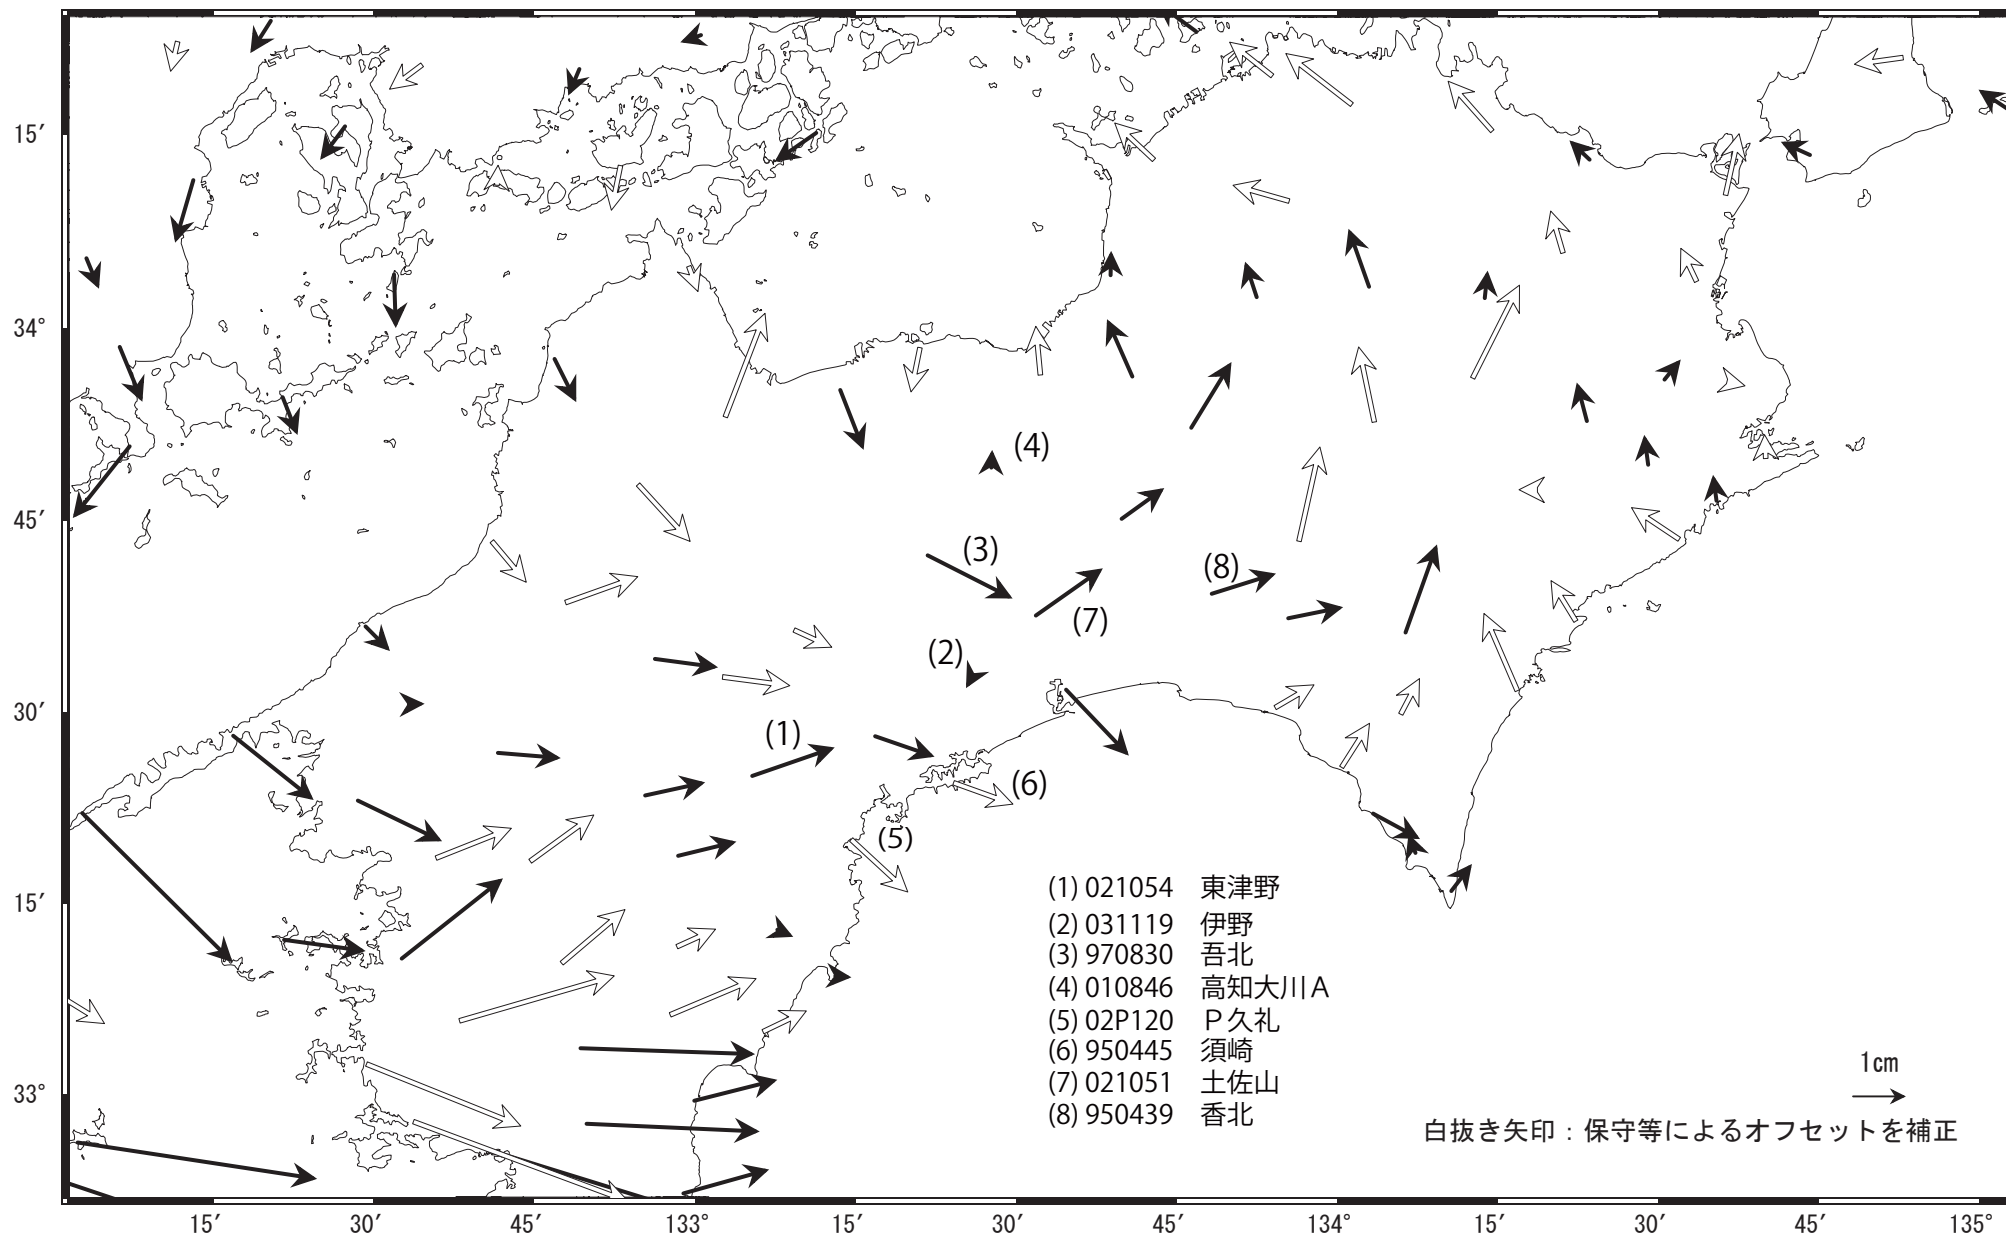 15′
34°
45′
30′
15′
33°
(4)
(3)
(8)
(7)
(2)
(1)
(6)
(5)
(1) 021054 東津野
(2) 031119 伊野
(3) 970830 吾北
(4) 010846 高知大川A
(5) 02P120 P久礼
(6) 950445 須崎
(7) 021051 土佐山
(8) 950439 香北
1cm
白抜き矢印：保守等によるオフセットを補正
15′ 30′ 45′ 133° 15′ 30′ 45′ 134° 15′ 30′ 45′ 135°